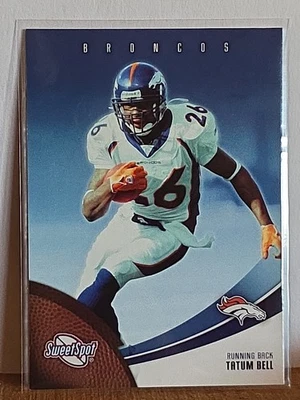 BRONCOS
26
26
SweetSpot
RUNNING BACK
TATUM BELL